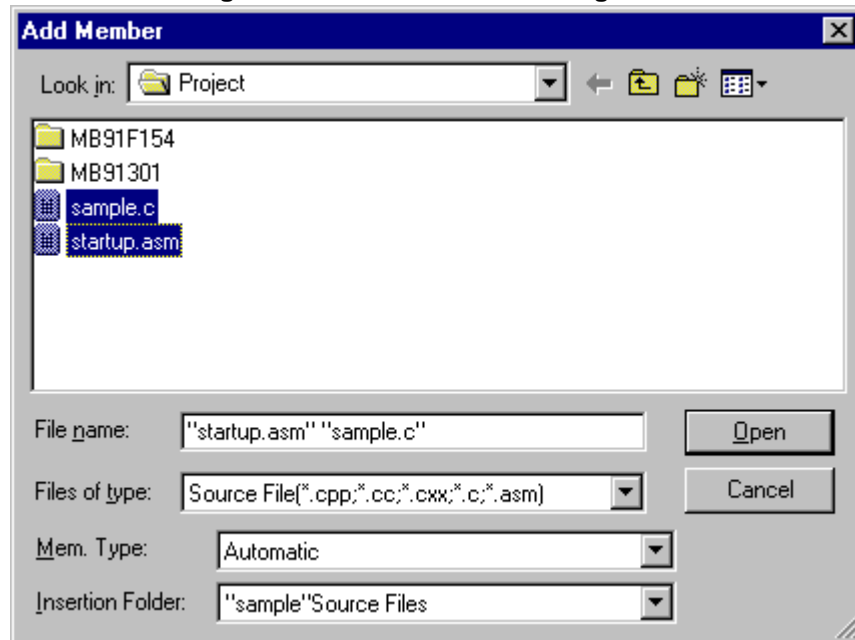 Add Member
Look in: Project
MB91F154
MB91301
sample.c
startup.asm
File name: "startup.asm" "sample.c" Open
Files of type: Source File(*.cpp;*.cc;*.cxx;*.c;*.asm) Cancel
Mem. Type: Automatic
Insertion Folder: "sample"Source Files